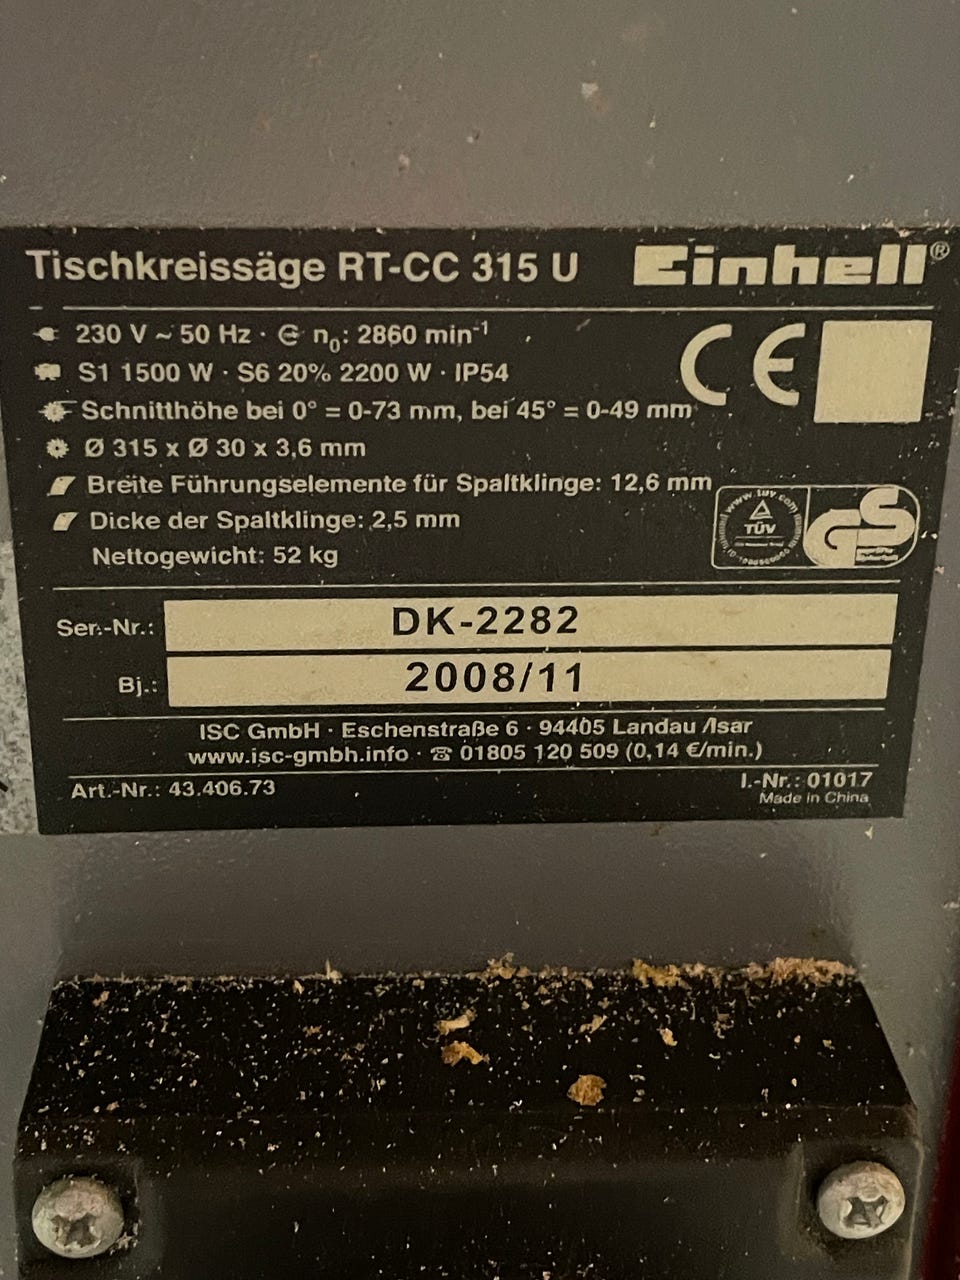 Tischkreissäge RT-CC 315 U Einhell®
230 V ~ 50 Hz · n0: 2860 min-1
S1 1500 W · S6 20% 2200 W · IP54
CE
Schnitthöhe bei 0° = 0-73 mm, bei 45° = 0-49 mm
Ø 315 x Ø 30 x 3,6 mm
Breite Führungselemente für Spaltklinge: 12,6 mm
Dicke der Spaltklinge: 2,5 mm
Nettogewicht: 52 kg
www.tuv.com
TÜV
GS
Ser.-Nr.: DK-2282
Bj.: 2008/11
ISC GmbH · Eschenstraße 6 · 94405 Landau /Isar
www.isc-gmbh.info · ☎ 01805 120 509 (0,14 €/min.)
Art.-Nr.: 43.406.73 I.-Nr.: 01017
Made in China